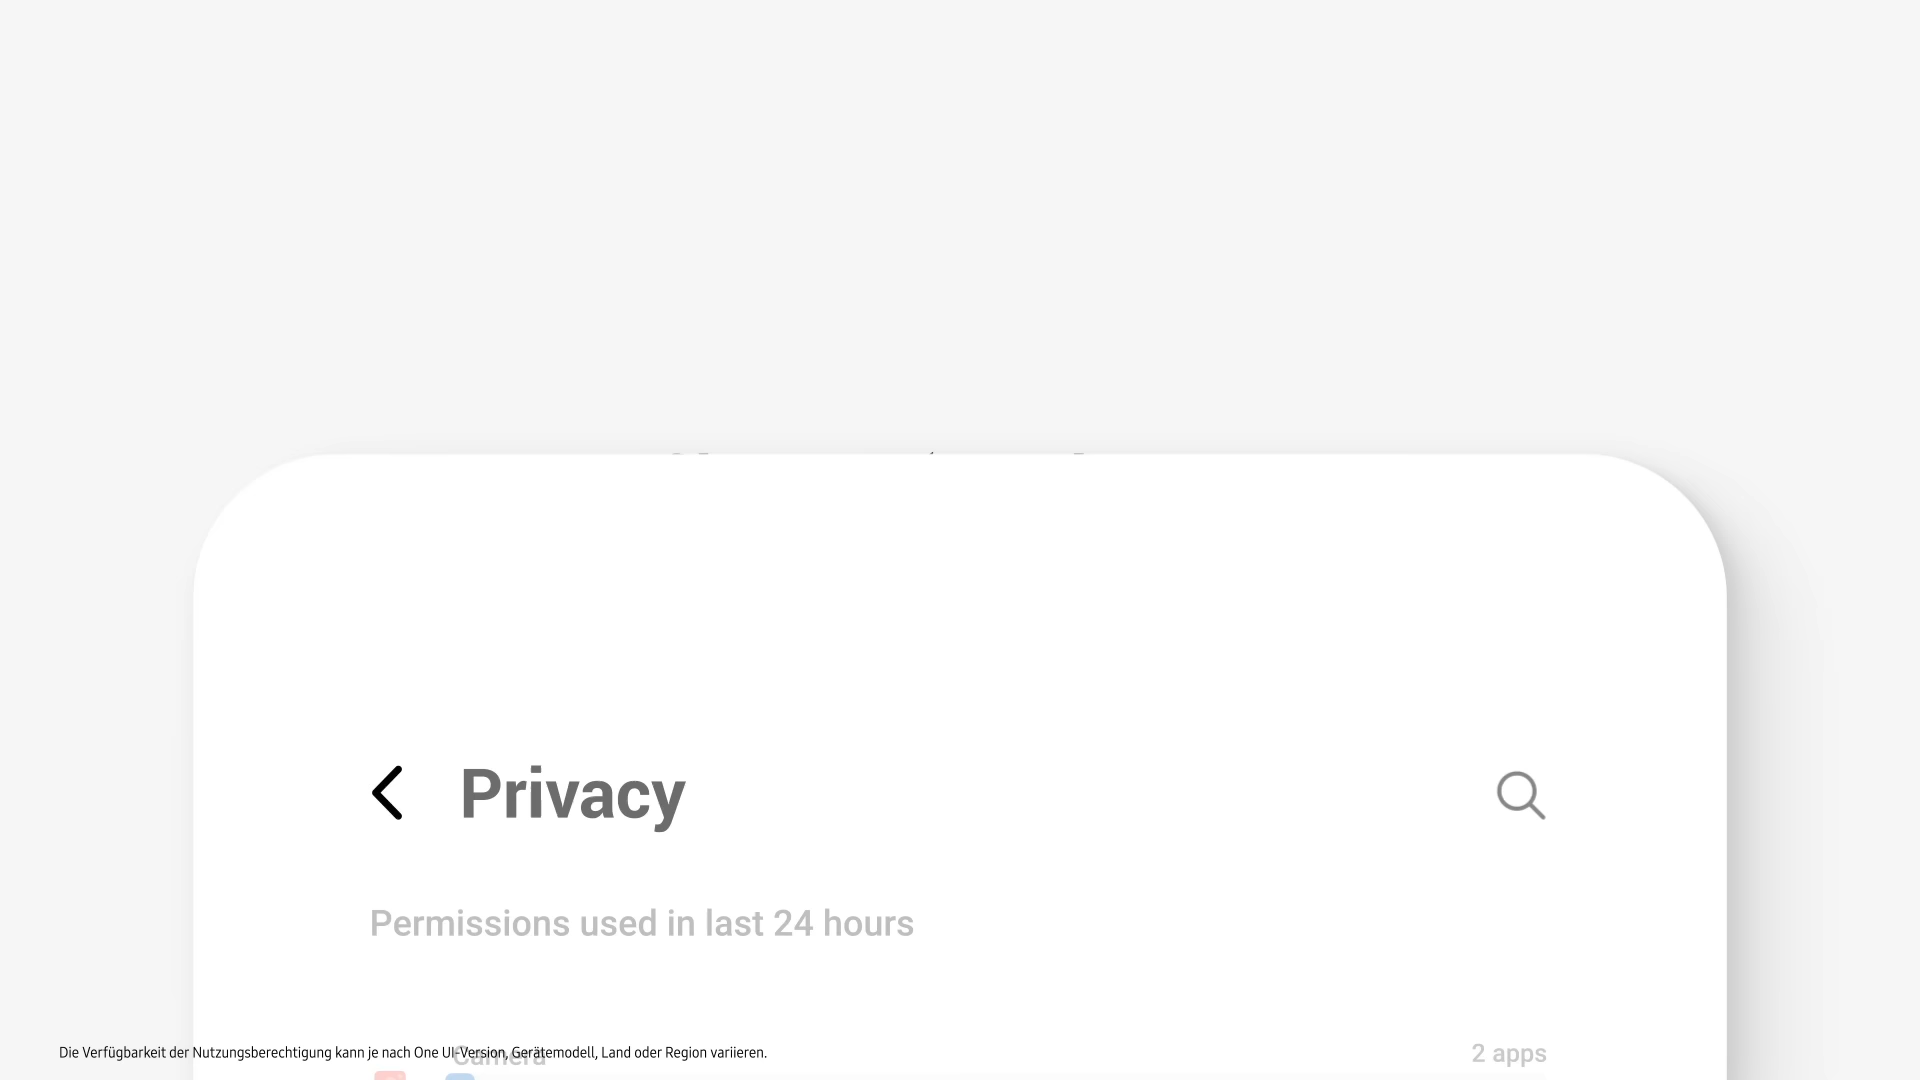 Privacy
Permissions used in last 24 hours
Camera
2 apps
Die Verfügbarkeit der Nutzungsberechtigung kann je nach One UI-Version, Gerätemodell, Land oder Region variieren.